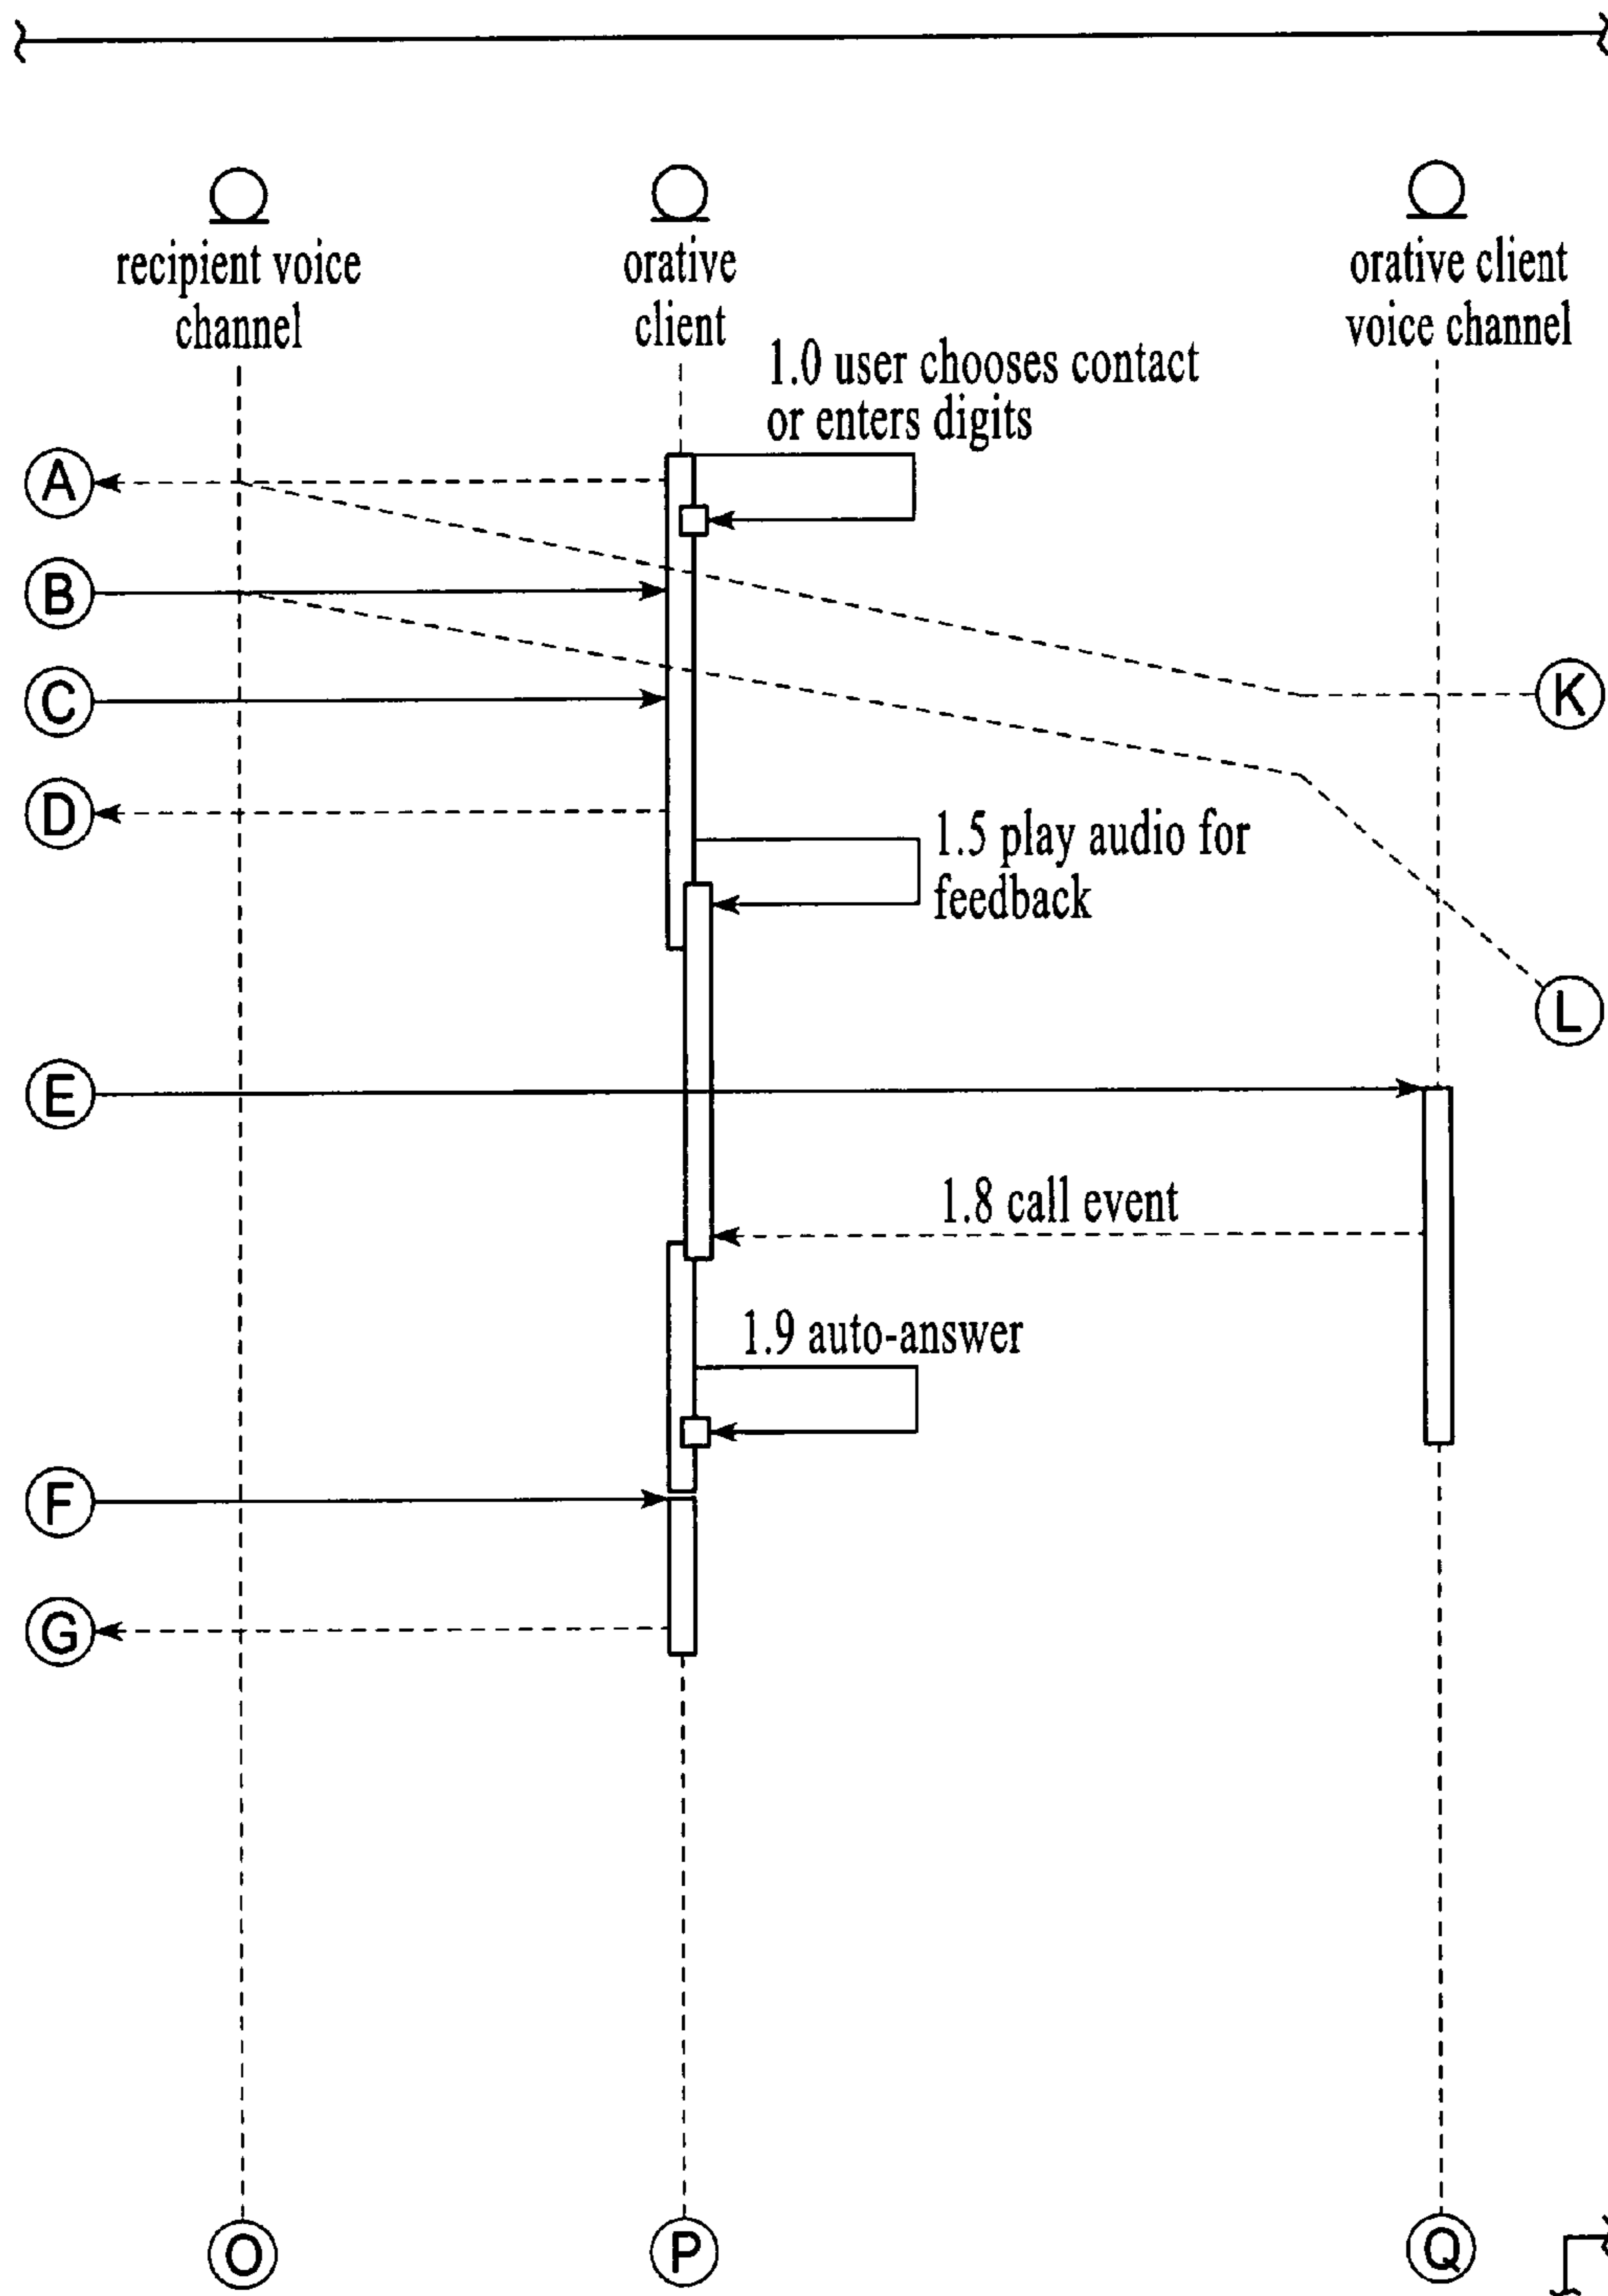 recipient voice
channel
orative
client
orative client
voice channel
1.0 user chooses contact
or enters digits
A
B
K
C
D
1.5 play audio for
feedback
L
E
1.8 call event
1.9 auto-answer
F
G
O
P
Q